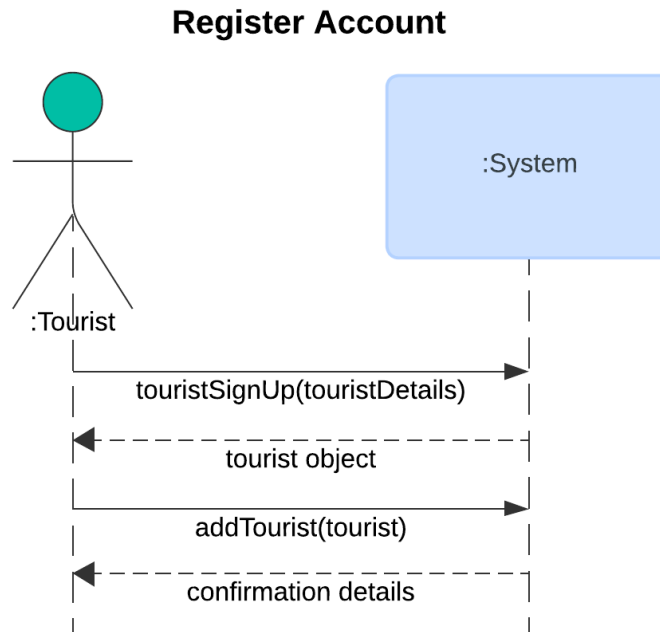 Register Account
:System
:Tourist
touristSignUp(touristDetails)
tourist object
addTourist(tourist)
confirmation details